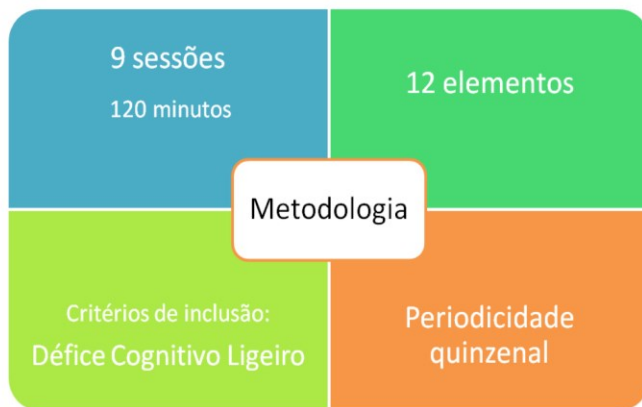 9 sessões
120 minutos
12 elementos
Metodologia
Critérios de inclusão:
Défice Cognitivo Ligeiro
Periodicidade
quinzenal